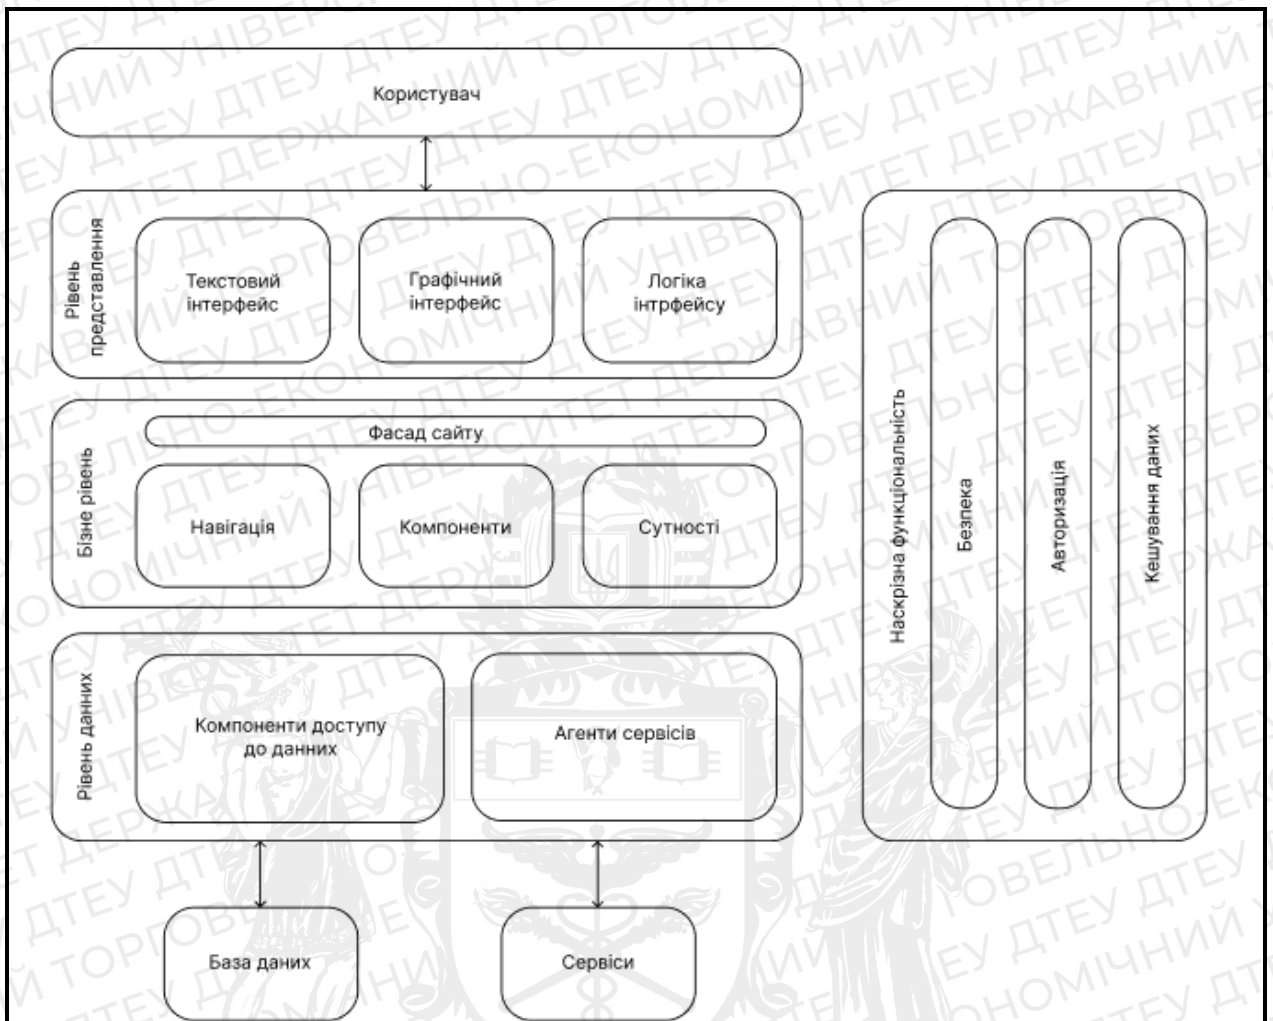 Користувач
Рівень
представлення
Текстовий
інтерфейс
Графічний
інтерфейс
Логіка
інтрфейсу
Бізне рівень
Фасад сайту
Навігація
Компоненти
Сутності
Рівень данних
Компоненти доступу
до данних
Агенти сервісів
База даних
Сервіси
Наскрізна функціональність
Безпека
Авторизація
Кешування даних